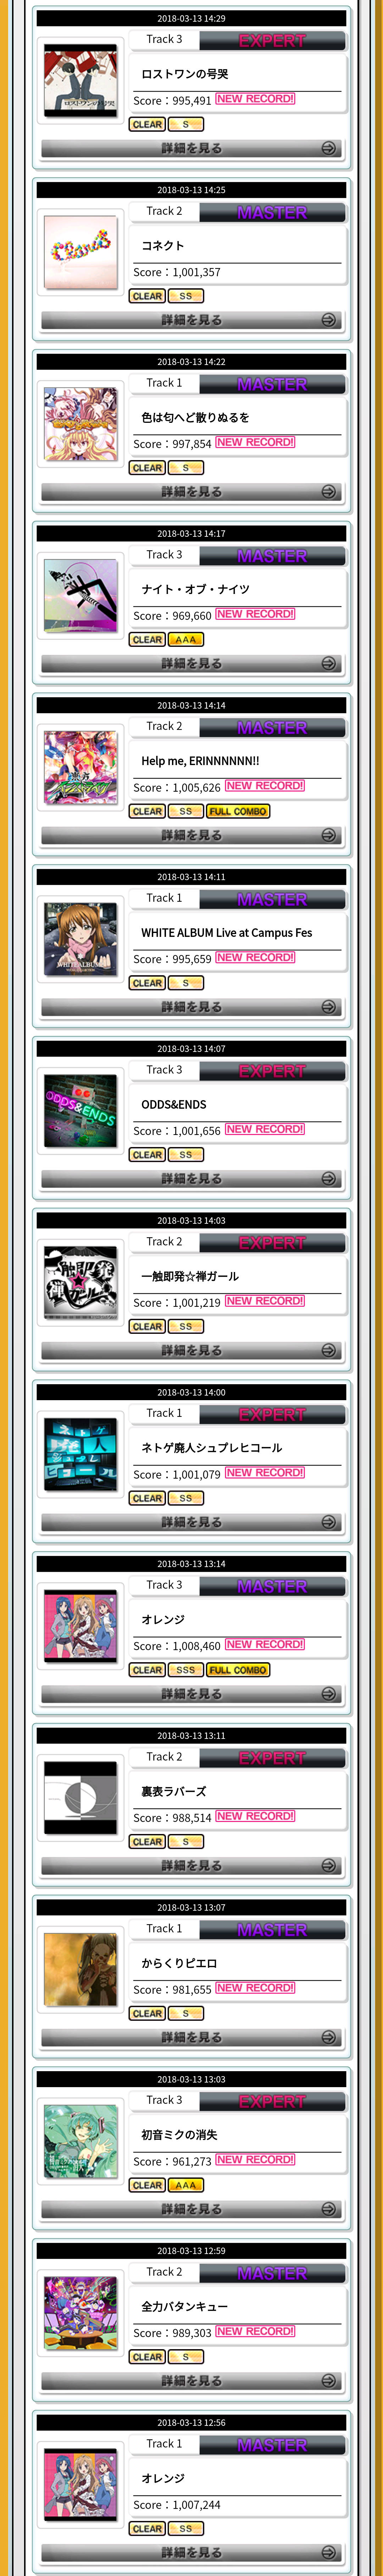 2018-03-13 14:29
Track 3 EXPERT
ロストワンの号哭
Score：995,491 NEW RECORD!
CLEAR S
詳細を見る
2018-03-13 14:25
Track 2 MASTER
コネクト
Score：1,001,357
CLEAR SS
詳細を見る
2018-03-13 14:22
Track 1 MASTER
色は匂へど散りぬるを
Score：997,854 NEW RECORD!
CLEAR S
詳細を見る
2018-03-13 14:17
Track 3 MASTER
ナイト・オブ・ナイツ
Score：969,660 NEW RECORD!
CLEAR AAA
詳細を見る
2018-03-13 14:14
Track 2 MASTER
Help me, ERINNNNNN!!
Score：1,005,626 NEW RECORD!
CLEAR SS FULL COMBO
詳細を見る
2018-03-13 14:11
Track 1 MASTER
WHITE ALBUM
WHITE ALBUM Live at Campus Fes
Score：995,659 NEW RECORD!
CLEAR S
詳細を見る
2018-03-13 14:07
Track 3 EXPERT
ODDS&ENDS
ODDS&ENDS
Score：1,001,656 NEW RECORD!
CLEAR SS
詳細を見る
2018-03-13 14:03
Track 2 EXPERT
一触即発☆禅ガール
Score：1,001,219 NEW RECORD!
CLEAR SS
詳細を見る
2018-03-13 14:00
Track 1 EXPERT
ネトゲ廃人シュプレヒコール
Score：1,001,079 NEW RECORD!
CLEAR SS
詳細を見る
2018-03-13 13:14
Track 3 MASTER
オレンジ
Score：1,008,460 NEW RECORD!
CLEAR SSS FULL COMBO
詳細を見る
2018-03-13 13:11
Track 2 EXPERT
裏表ラバーズ
Score：988,514 NEW RECORD!
CLEAR S
詳細を見る
2018-03-13 13:07
Track 1 MASTER
からくりピエロ
Score：981,655 NEW RECORD!
CLEAR S
詳細を見る
2018-03-13 13:03
Track 3 EXPERT
初音ミクの消失
Score：961,273 NEW RECORD!
CLEAR AAA
詳細を見る
2018-03-13 12:59
Track 2 MASTER
全力バタンキュー
Score：989,303 NEW RECORD!
CLEAR S
詳細を見る
2018-03-13 12:56
Track 1 MASTER
オレンジ
Score：1,007,244
CLEAR SS
詳細を見る